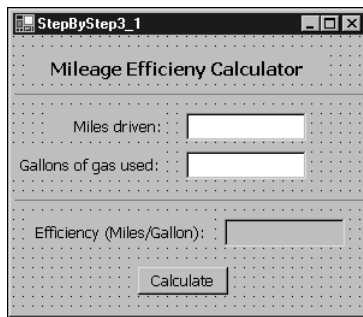 StepByStep3_1
Mileage Efficieny Calculator
Miles driven:
Gallons of gas used:
Efficiency (Miles/Gallon):
Calculate